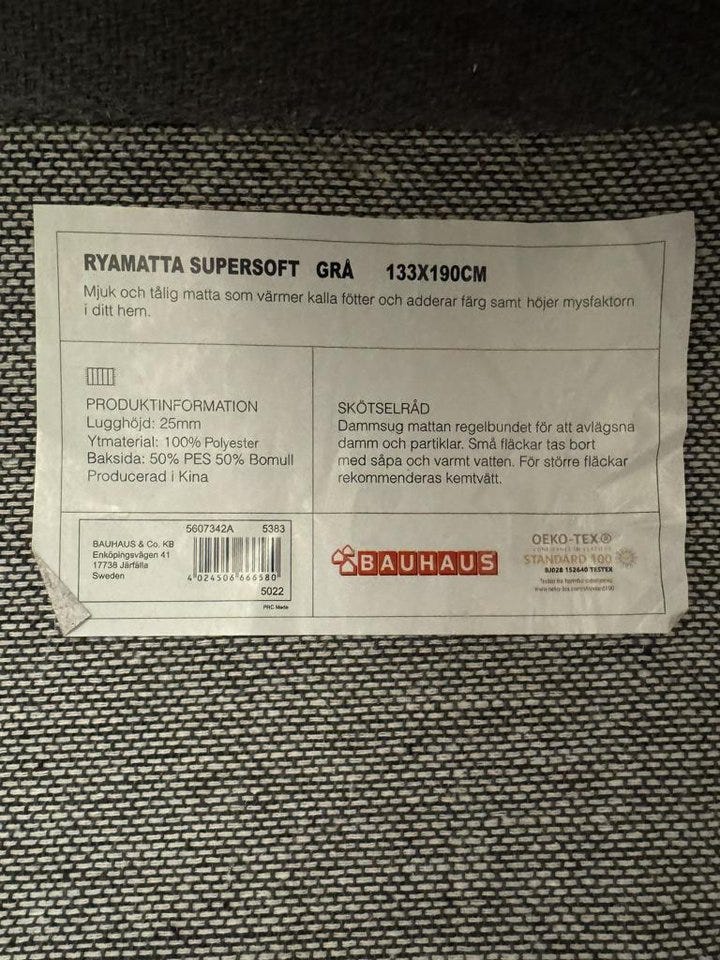 RYAMATTA SUPERSOFT GRÅ 133X190CM
Mjuk och tålig matta som värmer kalla fötter och adderar färg samt höjer mysfaktorn
i ditt hem.
PRODUKTINFORMATION
Lugghöjd: 25mm
Ytmaterial: 100% Polyester
Baksida: 50% PES 50% Bomull
Producerad i Kina
SKÖTSELRÅD
Dammsug mattan regelbundet för att avlägsna
damm och partiklar. Små fläckar tas bort
med såpa och varmt vatten. För större fläckar
rekommenderas kemtvätt.
5607342A 5383
BAUHAUS & Co. KB
Enköpingsvägen 41
17738 Järfälla
Sweden
4 024506 666580
5022
PRC Made
BAUHAUS
OEKO-TEX®
STANDARD 100
BJ028 152640 TESTEX